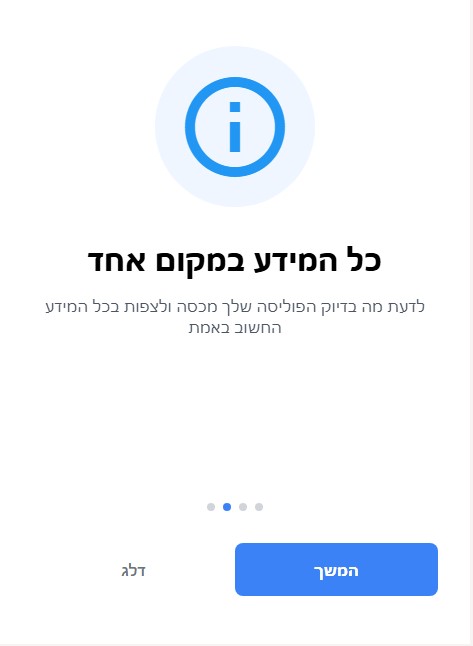 כל המידע במקום אחד
לדעת מה בדיוק הפוליסה שלך מכסה ולצפות בכל המידע
החשוב באמת
המשך
דלג